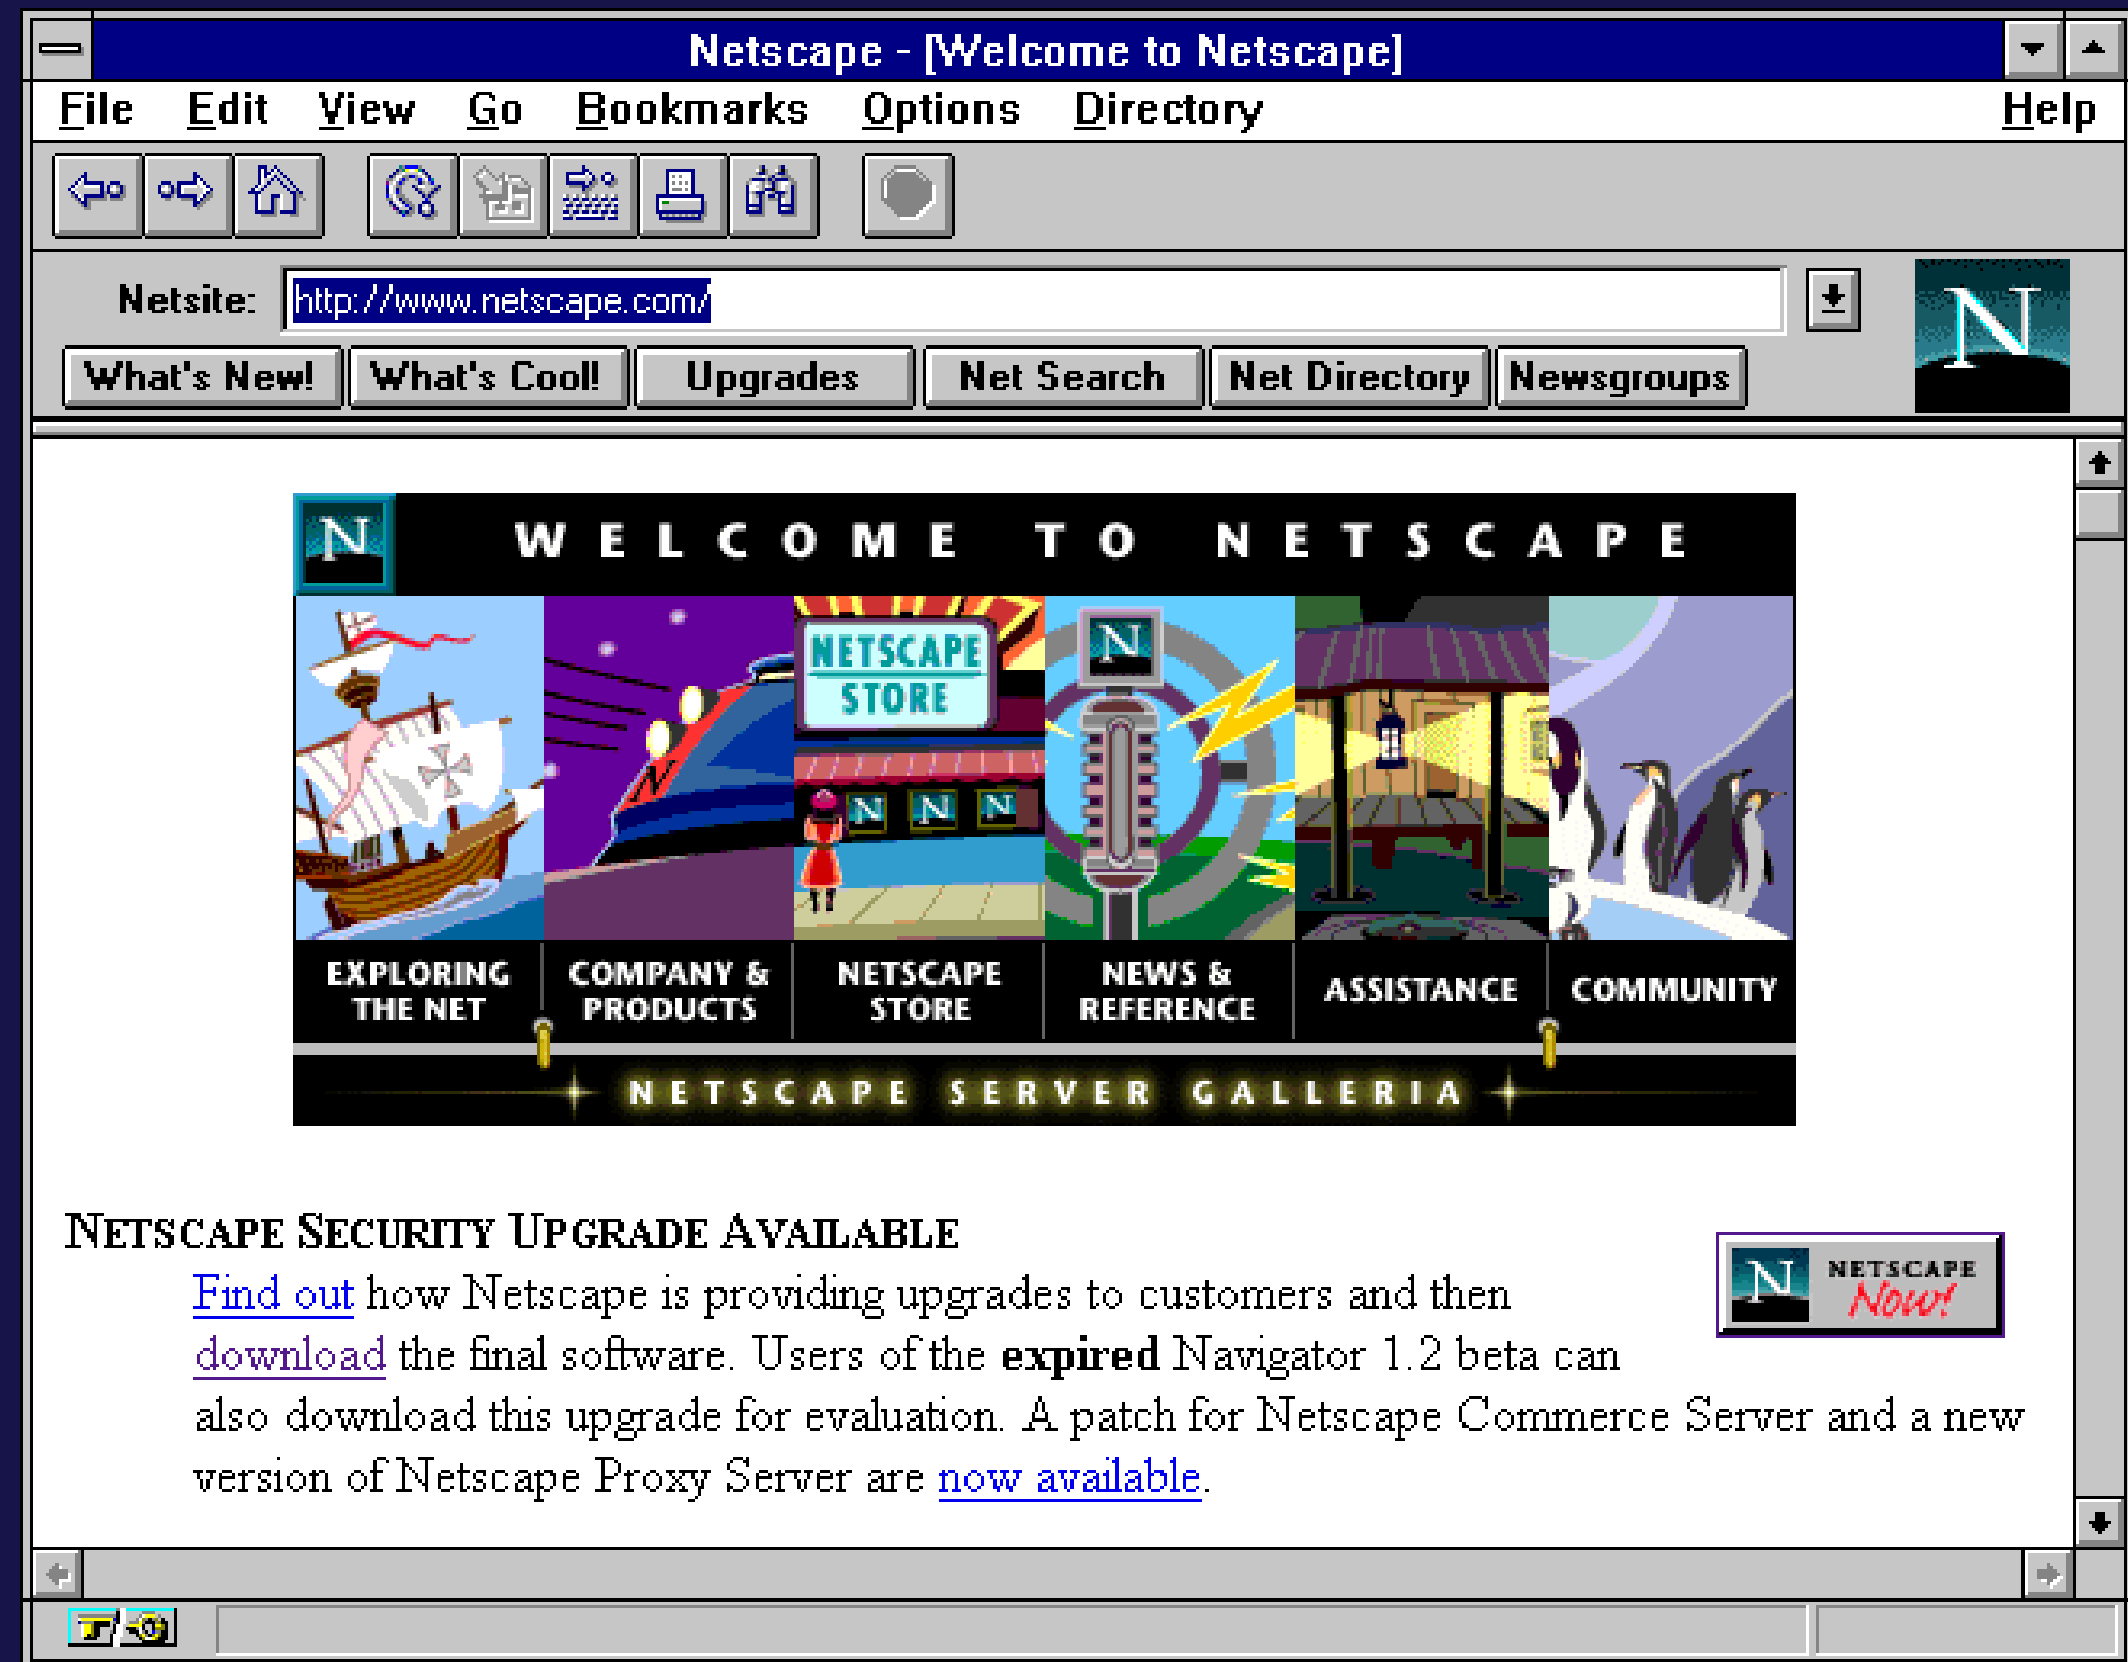 Netscape - [Welcome to Netscape]
File Edit View Go Bookmarks Options Directory Help
Netsite: http://www.netscape.com/
N
What's New! What's Cool! Upgrades Net Search Net Directory Newsgroups
N WELCOME TO NETSCAPE
NETSCAPE
STORE
N
N
N N N
EXPLORING
THE NET
COMPANY &
PRODUCTS
NETSCAPE
STORE
NEWS &
REFERENCE
ASSISTANCE
COMMUNITY
NETSCAPE SERVER GALLERIA
NETSCAPE SECURITY UPGRADE AVAILABLE
N NETSCAPE
Now!
Find out how Netscape is providing upgrades to customers and then
download the final software. Users of the expired Navigator 1.2 beta can
also download this upgrade for evaluation. A patch for Netscape Commerce Server and a new
version of Netscape Proxy Server are now available.